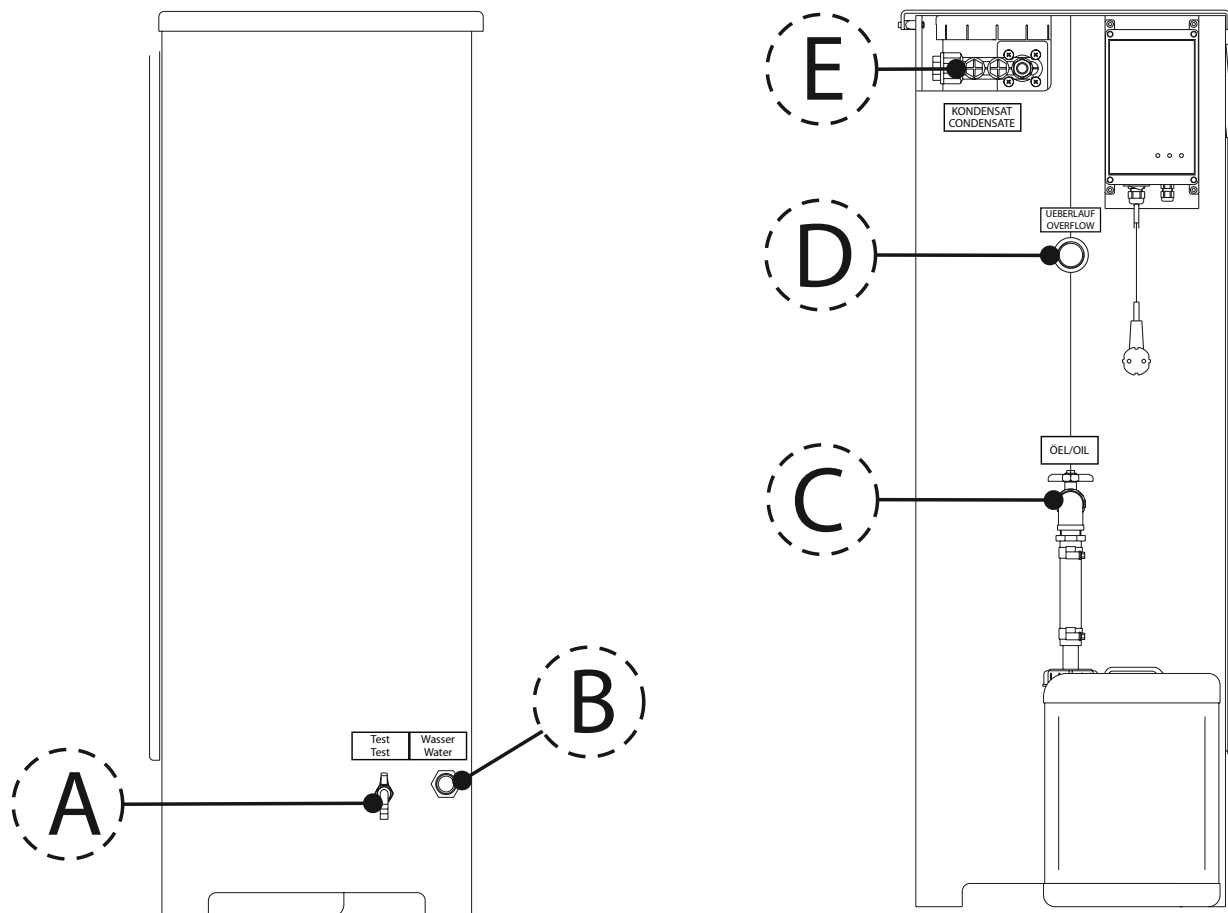 E
KONDENSAT
CONDENSATE
UEBERLAUF
OVERFLOW
D
ÖEL/OIL
C
B
Test
Test
Wasser
Water
A